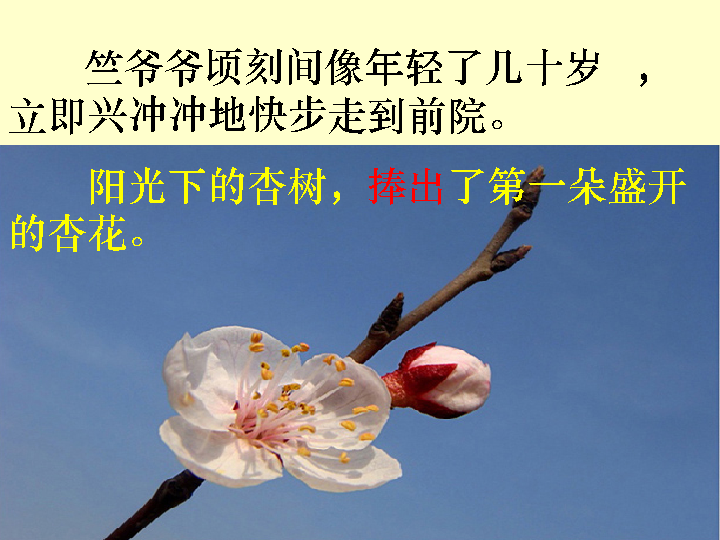 竺爷爷顷刻间像年轻了几十岁 ，
立即兴冲冲地快步走到前院。
阳光下的杏树，捧出了第一朵盛开
的杏花。